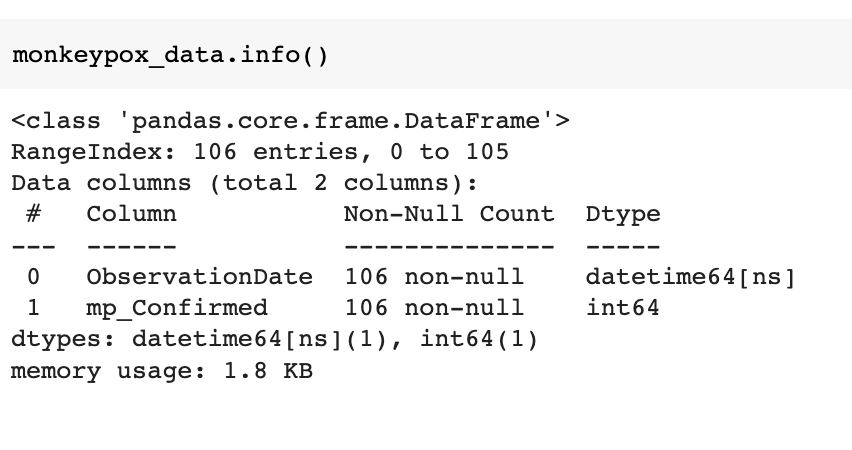 monkeypox_data.info()
<class 'pandas.core.frame.DataFrame'>
RangeIndex: 106 entries, 0 to 105
Data columns (total 2 columns):
 #   Column           Non-Null Count  Dtype
---  ------           --------------  -----
 0   ObservationDate  106 non-null    datetime64[ns]
 1   mp_Confirmed     106 non-null    int64
dtypes: datetime64[ns](1), int64(1)
memory usage: 1.8 KB